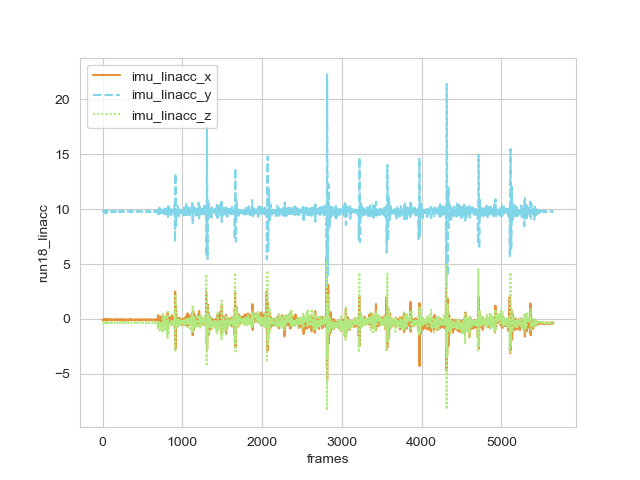 imu_linacc_x
imu_linacc_y
imu_linacc_z
20
15
10
5
0
−5
run18_linacc
0 1000 2000 3000 4000 5000
frames